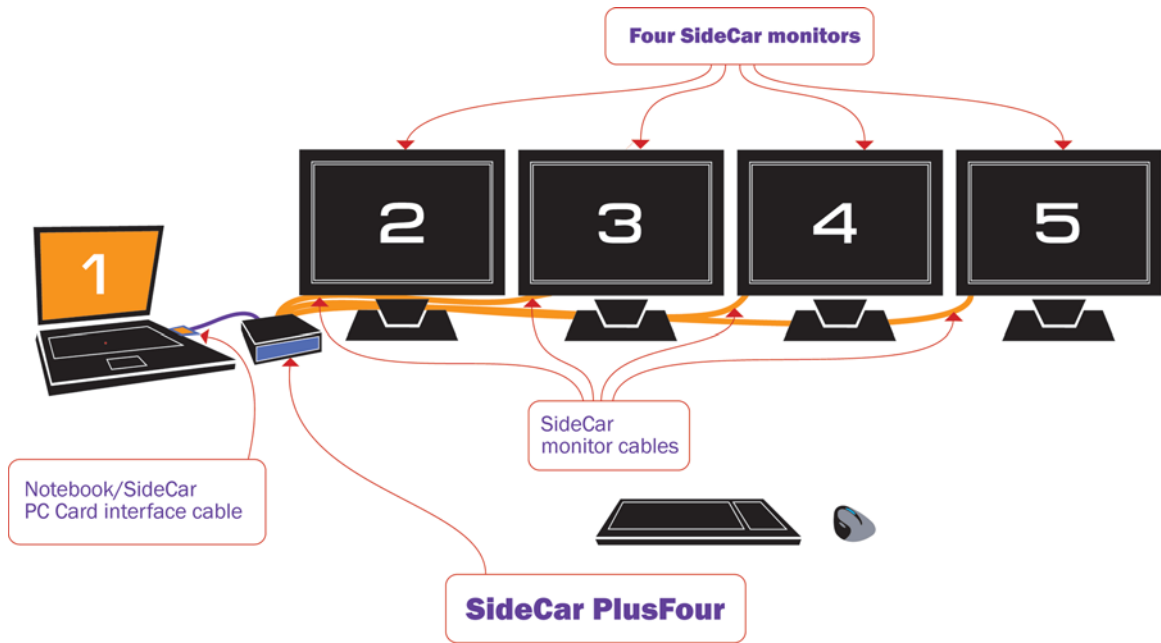 Four SideCar monitors
1
2
3
4
5
SideCar
monitor cables
Notebook/SideCar
PC Card interface cable
SideCar PlusFour